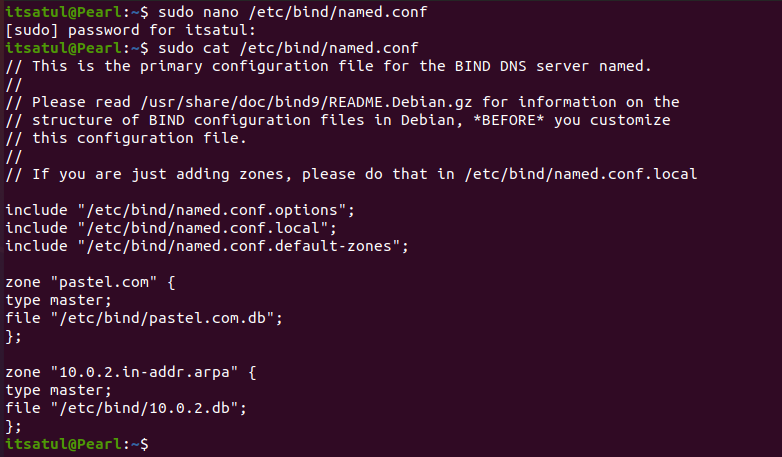 itsatul@Pearl:~$ sudo nano /etc/bind/named.conf
[sudo] password for itsatul:
itsatul@Pearl:~$ sudo cat /etc/bind/named.conf
// This is the primary configuration file for the BIND DNS server named.
//
// Please read /usr/share/doc/bind9/README.Debian.gz for information on the
// structure of BIND configuration files in Debian, *BEFORE* you customize
// this configuration file.
//
// If you are just adding zones, please do that in /etc/bind/named.conf.local

include "/etc/bind/named.conf.options";
include "/etc/bind/named.conf.local";
include "/etc/bind/named.conf.default-zones";

zone "pastel.com" {
type master;
file "/etc/bind/pastel.com.db";
};

zone "10.0.2.in-addr.arpa" {
type master;
file "/etc/bind/10.0.2.db";
};
itsatul@Pearl:~$